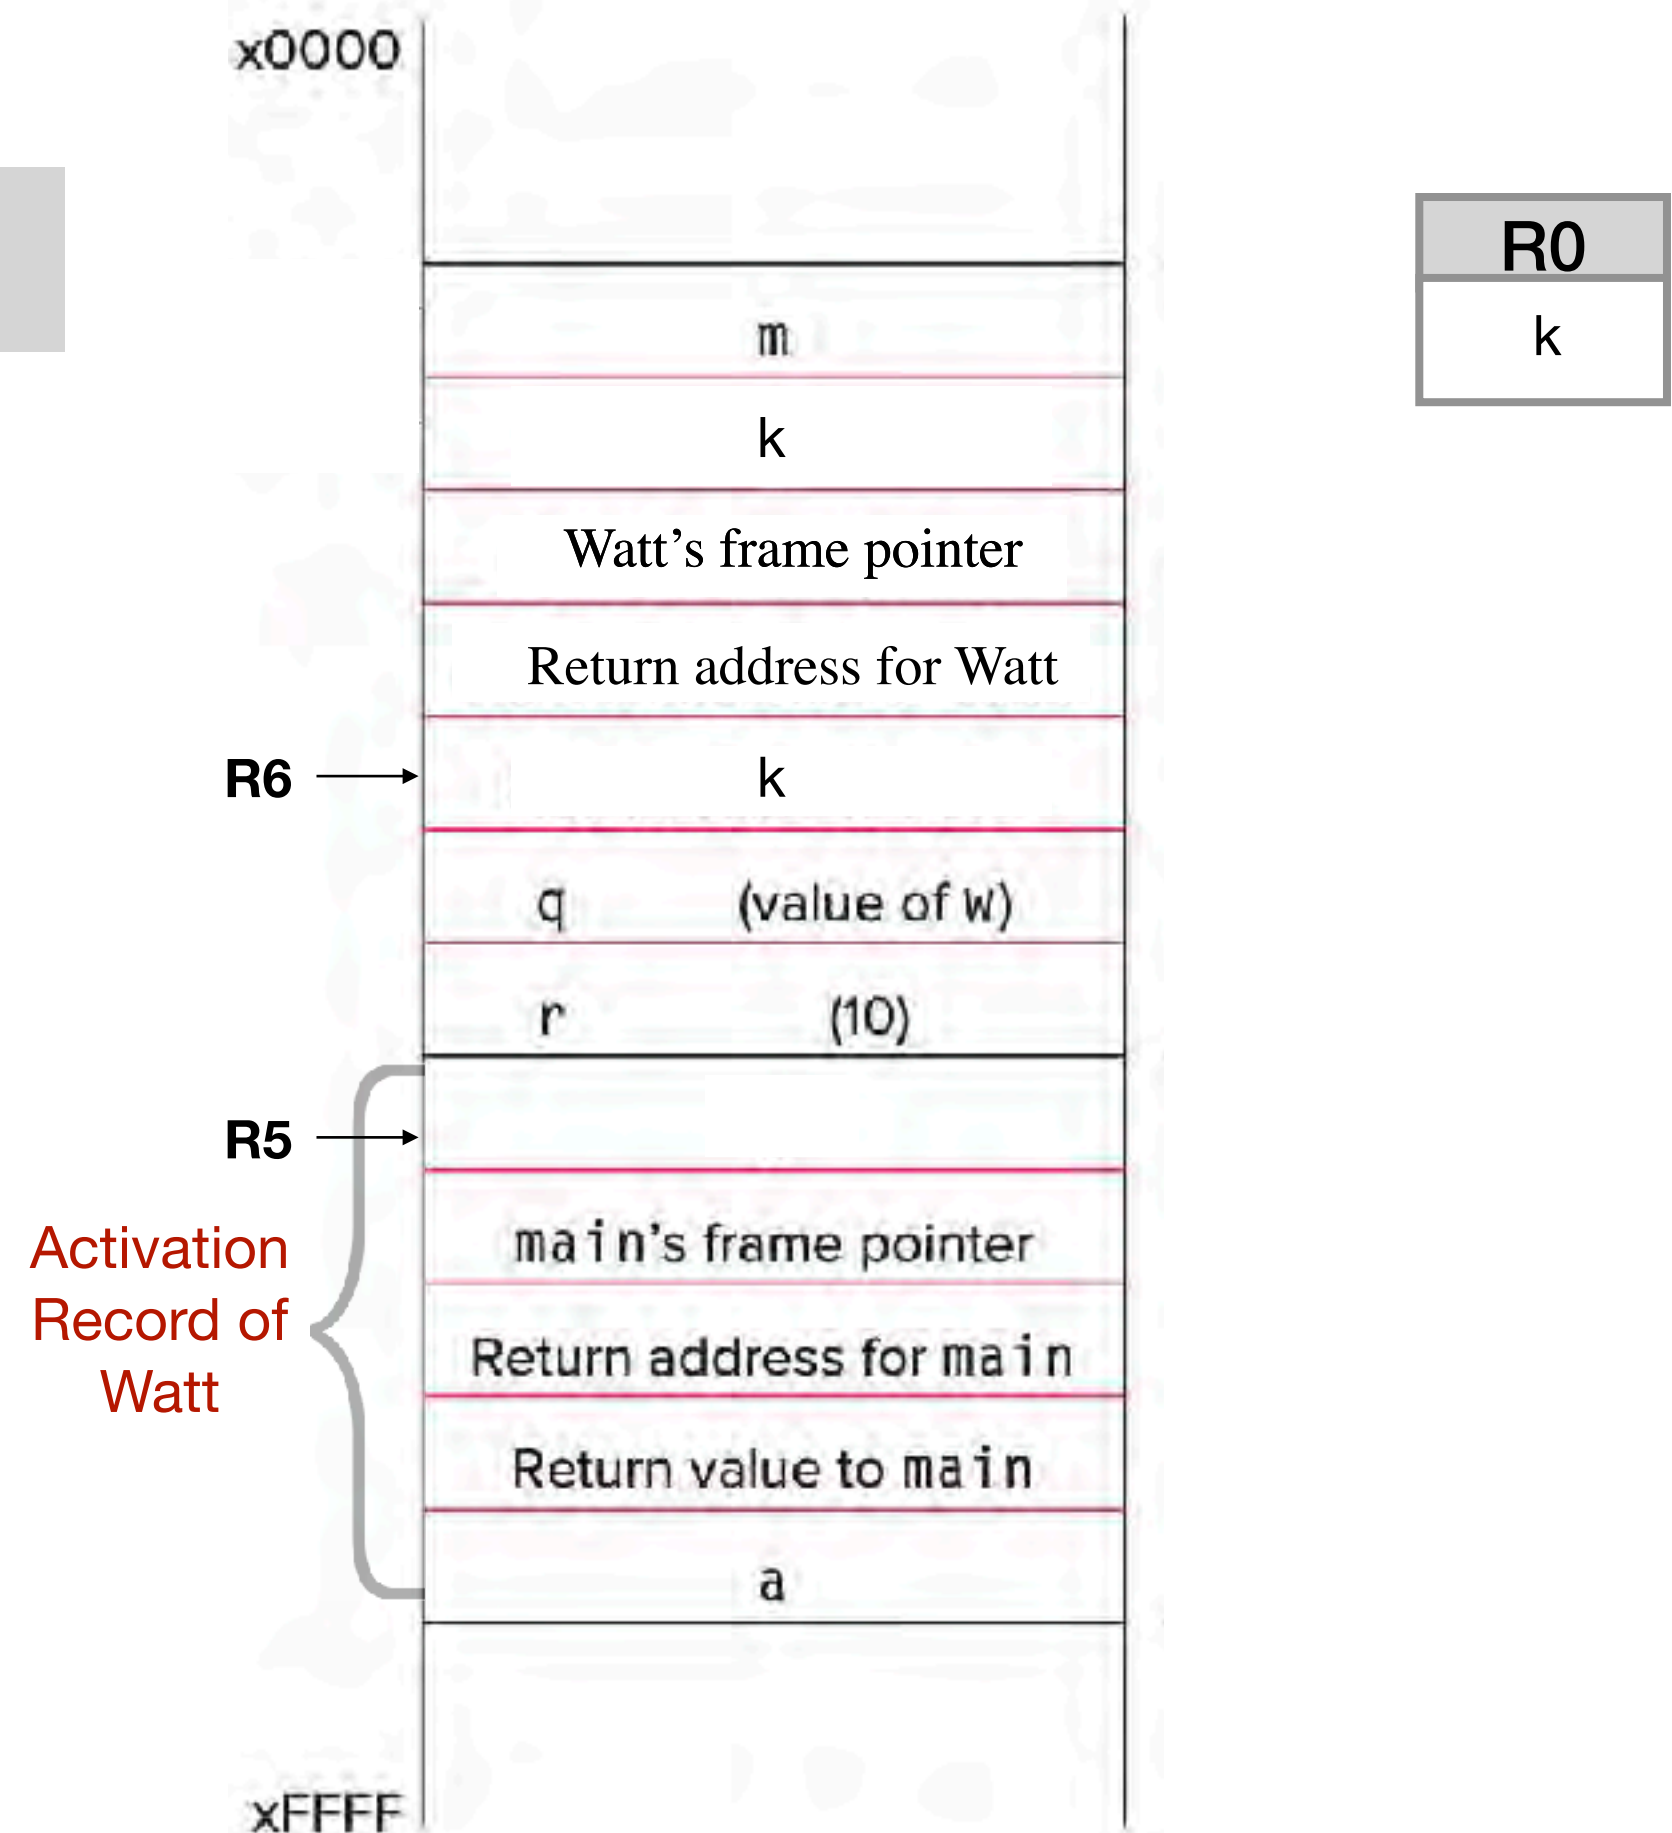 x0000
R0
m
k
k
Watt's frame pointer
Return address for Watt
R6
k
q (value of w)
r (10)
R5
main's frame pointer
Activation
Record of
Watt
Return address for main
Return value to main
a
xFFFF